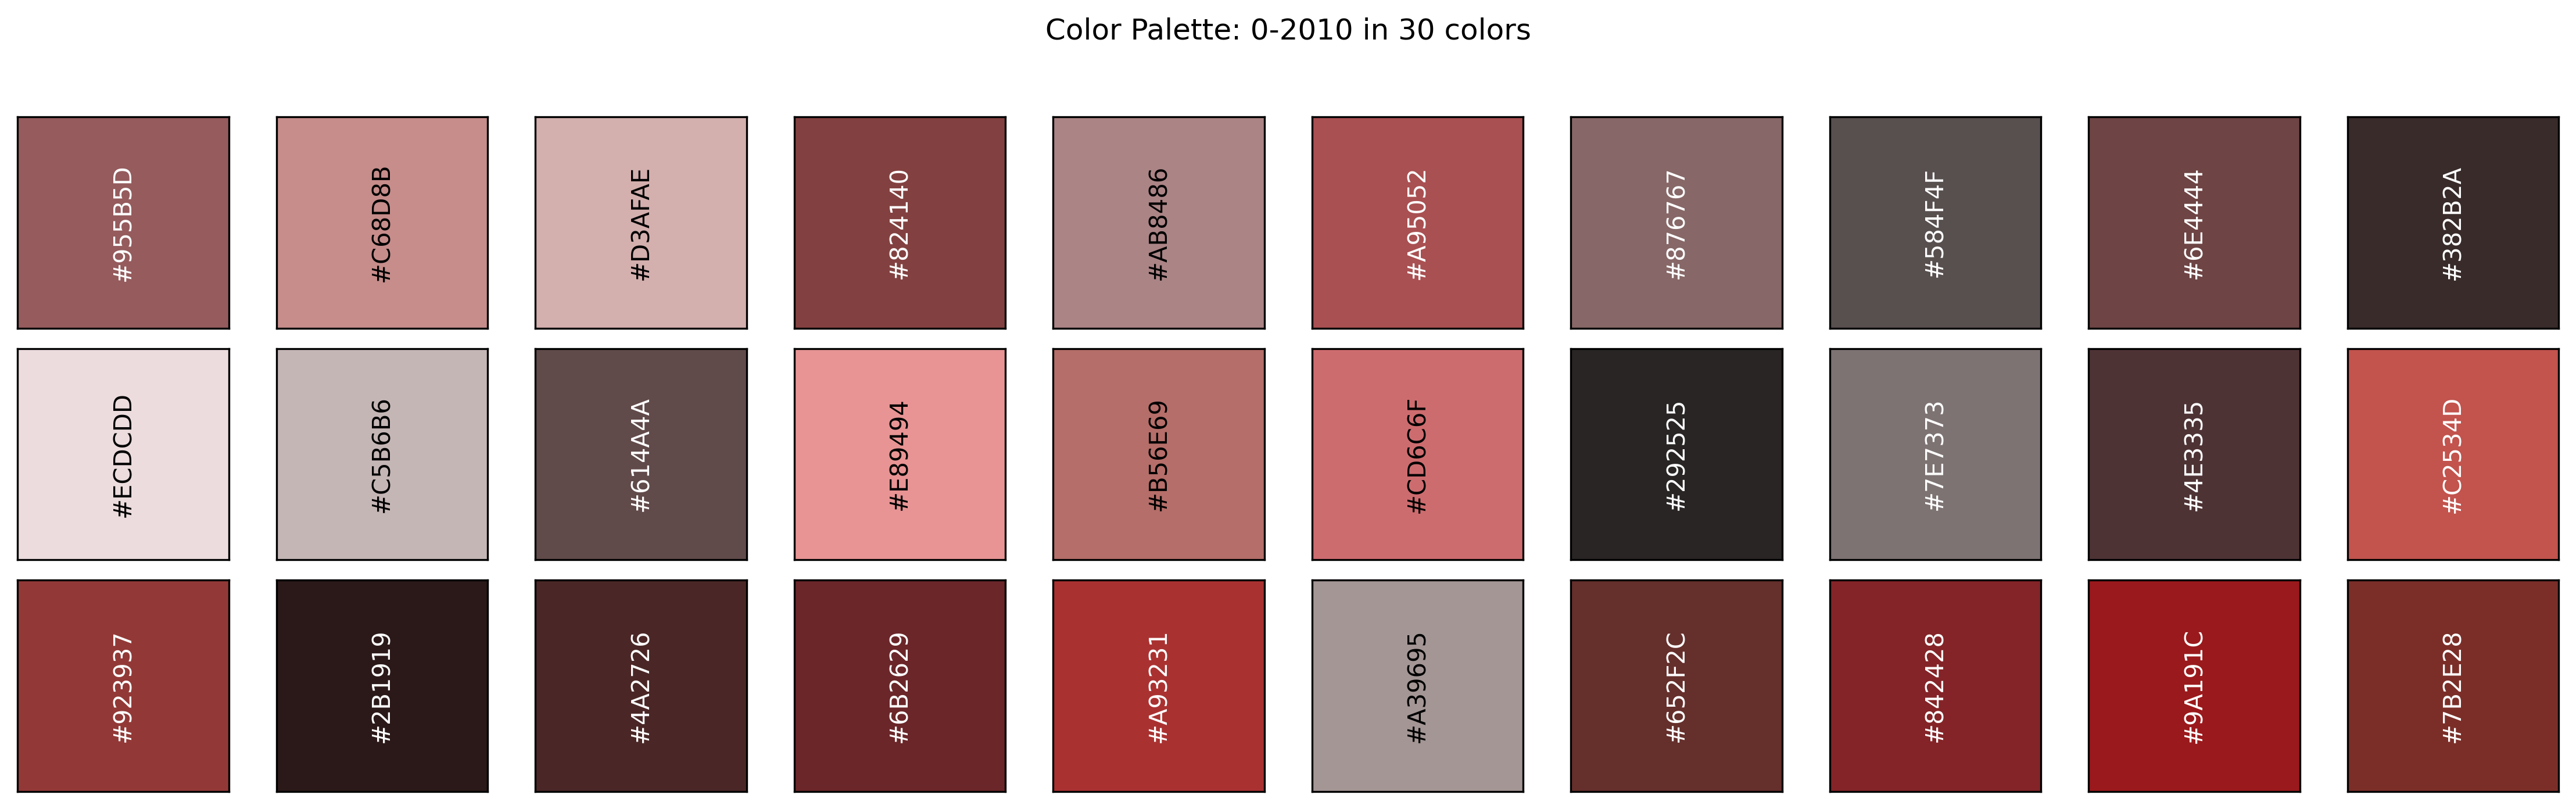 Color Palette: 0-2010 in 30 colors
#955B5D
#C68D8B
#D3AFAE
#824140
#AB8486
#A95052
#876767
#584F4F
#6E4444
#382B2A
#ECDCDD
#C5B6B6
#614A4A
#E89494
#B56E69
#CD6C6F
#292525
#7E7373
#4E3335
#C2534D
#923937
#2B1919
#4A2726
#6B2629
#A93231
#A39695
#652F2C
#842428
#9A191C
#7B2E28